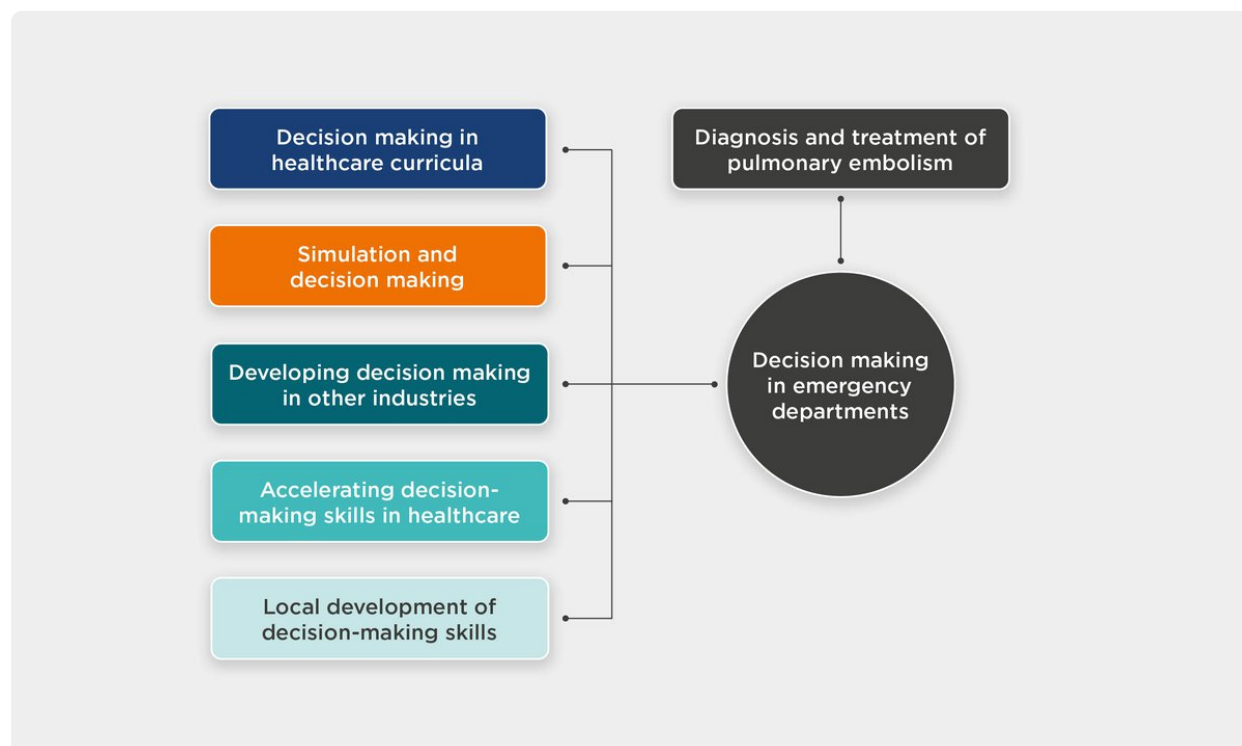 Decision making in
healthcare curricula
Simulation and
decision making
Developing decision making
in other industries
Accelerating decision-
making skills in healthcare
Local development of
decision-making skills
Diagnosis and treatment of
pulmonary embolism
Decision making
in emergency
departments